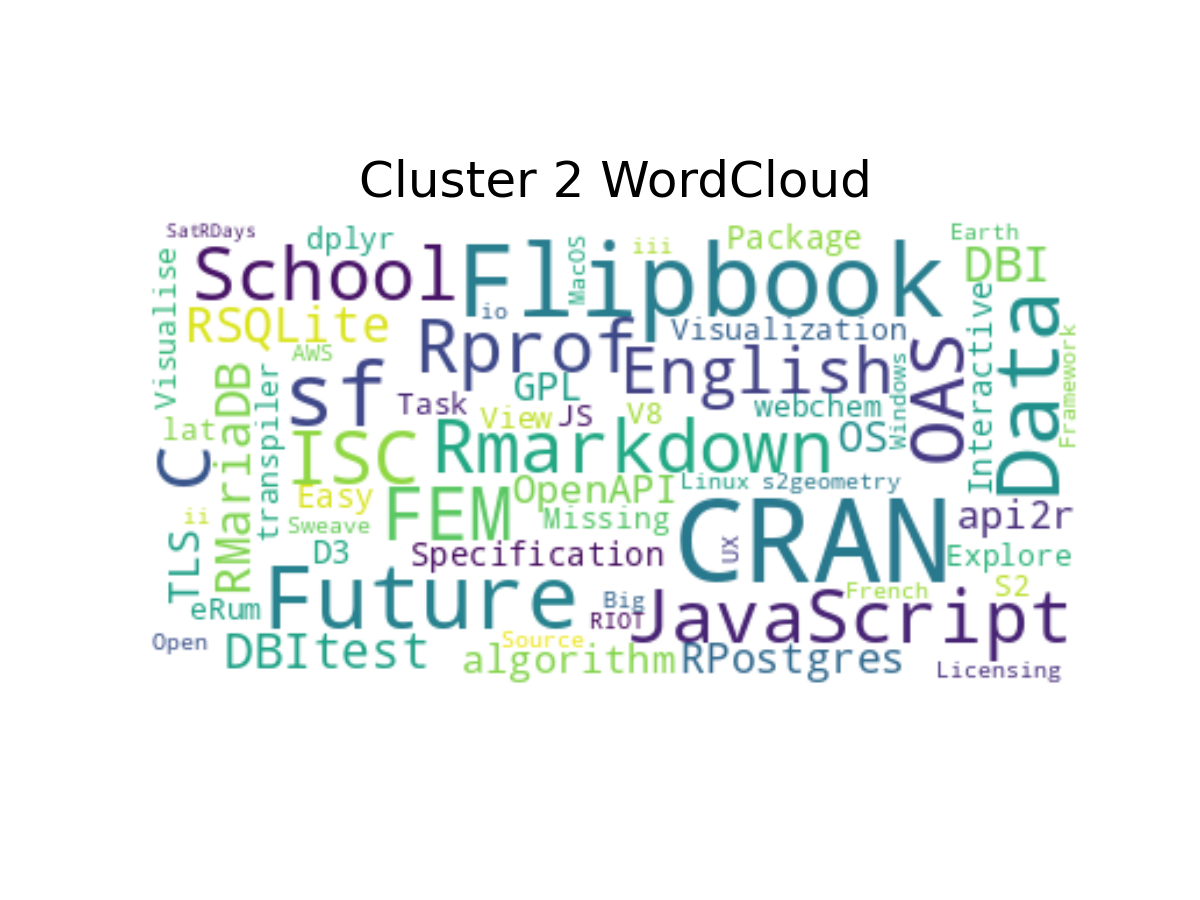 Cluster 2 WordCloud
SatRDays
dplyr
iii
Package
Earth
School
Flipbook
MacOS
DBI
Visualise
RSQLite
io
Rprof
Visualization
Interactive
Data
AWS
sf
GPL
English
Windows
OAS
Framework
Task
View
JS
V8
webchem
OS
lat
RMariaDB
transpiler
C
ISC
Rmarkdown
Easy
FEM
OpenAPI
Linux
s2geometry
ii
Sweave
Missing
CRAN
api2r
TLS
D3
Specification
UX
Explore
eRum
Future
Big
RIOT
JavaScript
French
S2
Open
DBItest
Source
algorithm
RPostgres
Licensing